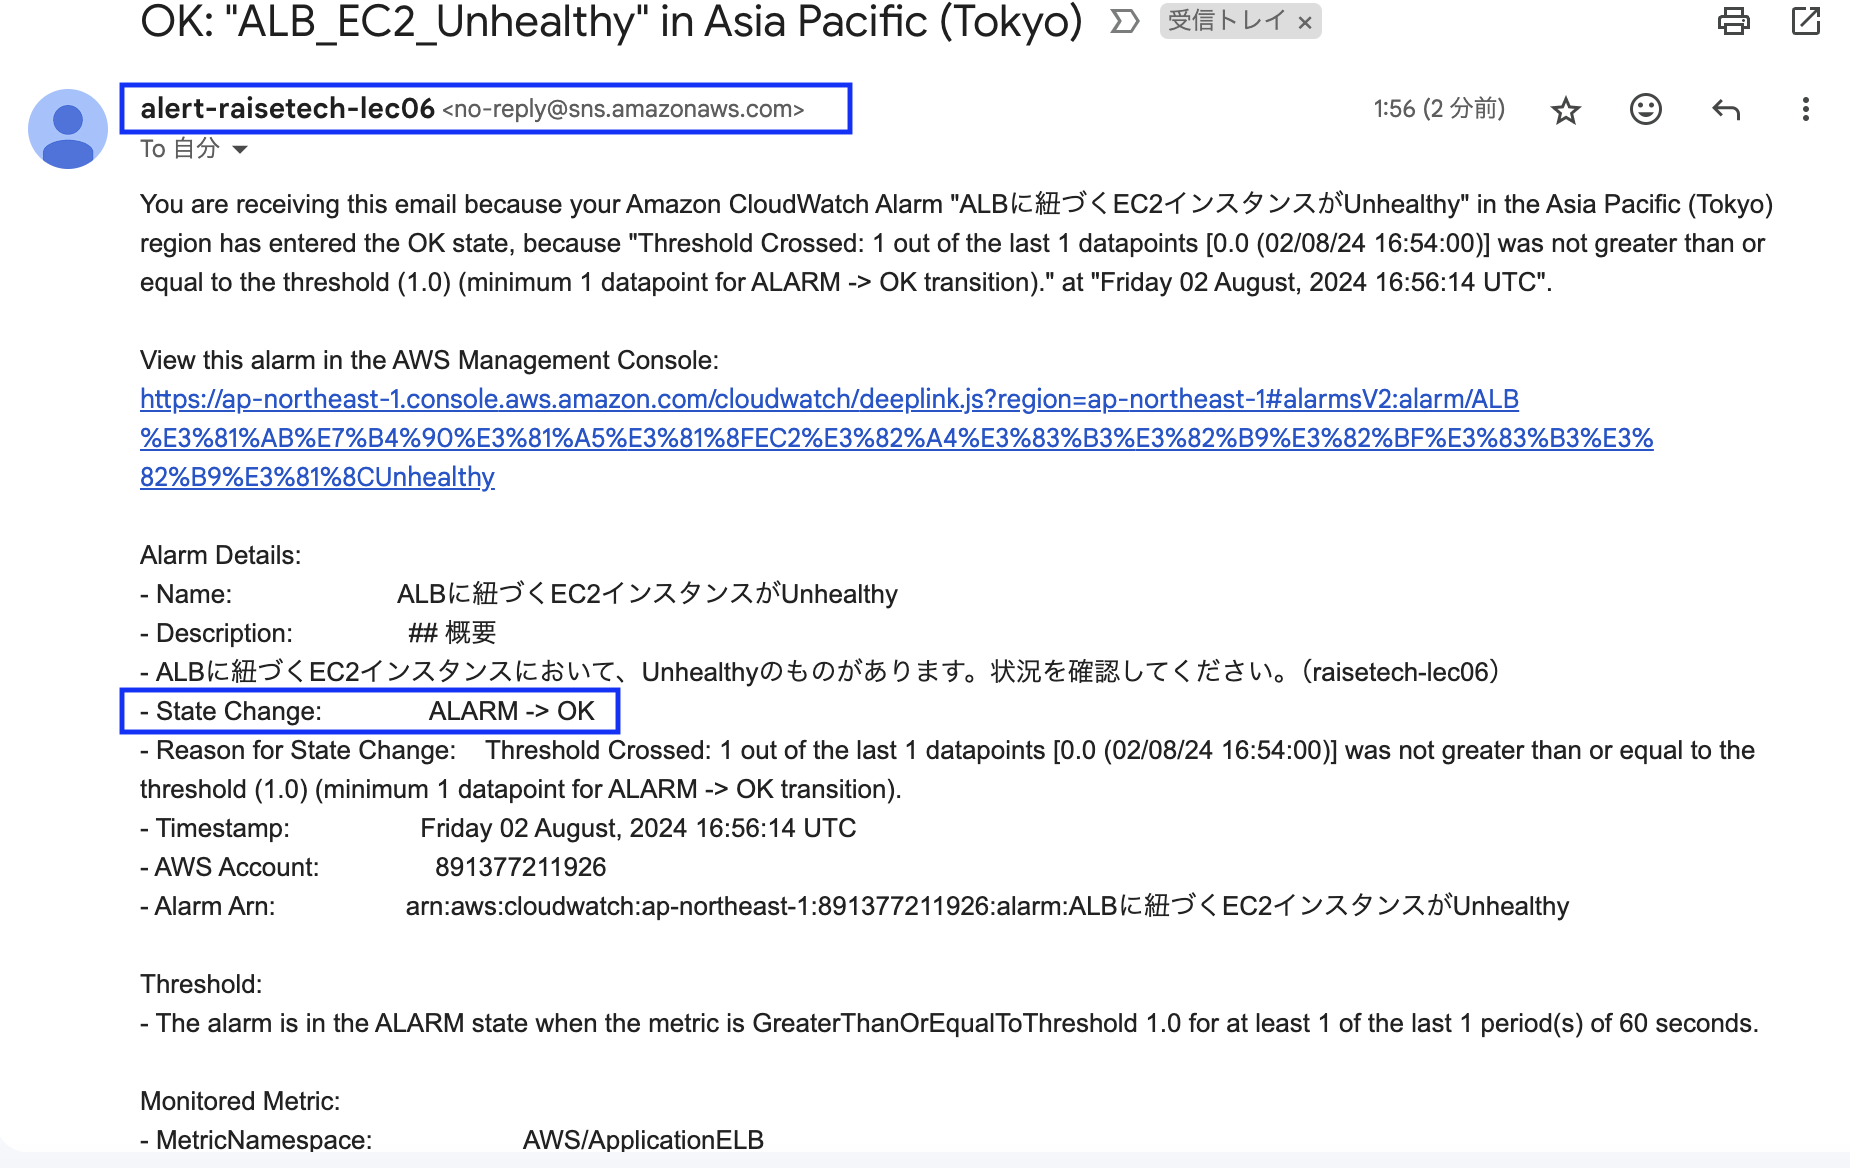 OK: "ALB_EC2_Unhealthy" in Asia Pacific (Tokyo) 受信トレイ ×
alert-raisetech-lec06 <no-reply@sns.amazonaws.com> 1:56 (2 分前)
To 自分
You are receiving this email because your Amazon CloudWatch Alarm "ALBに紐づくEC2インスタンスがUnhealthy" in the Asia Pacific (Tokyo)
region has entered the OK state, because "Threshold Crossed: 1 out of the last 1 datapoints [0.0 (02/08/24 16:54:00)] was not greater than or
equal to the threshold (1.0) (minimum 1 datapoint for ALARM -> OK transition)." at "Friday 02 August, 2024 16:56:14 UTC".
View this alarm in the AWS Management Console:
https://ap-northeast-1.console.aws.amazon.com/cloudwatch/deeplink.js?region=ap-northeast-1#alarmsV2:alarm/ALB
%E3%81%AB%E7%B4%90%E3%81%A5%E3%81%8FEC2%E3%82%A4%E3%83%B3%E3%82%B9%E3%82%BF%E3%83%B3%E3%
82%B9%E3%81%8CUnhealthy
Alarm Details:
- Name: ALBに紐づくEC2インスタンスがUnhealthy
- Description: ## 概要
- ALBに紐づくEC2インスタンスにおいて、Unhealthyのものがあります。状況を確認してください。（raisetech-lec06）
- State Change: ALARM -> OK
- Reason for State Change: Threshold Crossed: 1 out of the last 1 datapoints [0.0 (02/08/24 16:54:00)] was not greater than or equal to the
threshold (1.0) (minimum 1 datapoint for ALARM -> OK transition).
- Timestamp: Friday 02 August, 2024 16:56:14 UTC
- AWS Account: 891377211926
- Alarm Arn: arn:aws:cloudwatch:ap-northeast-1:891377211926:alarm:ALBに紐づくEC2インスタンスがUnhealthy
Threshold:
- The alarm is in the ALARM state when the metric is GreaterThanOrEqualToThreshold 1.0 for at least 1 of the last 1 period(s) of 60 seconds.
Monitored Metric:
- MetricNamespace: AWS/ApplicationELB